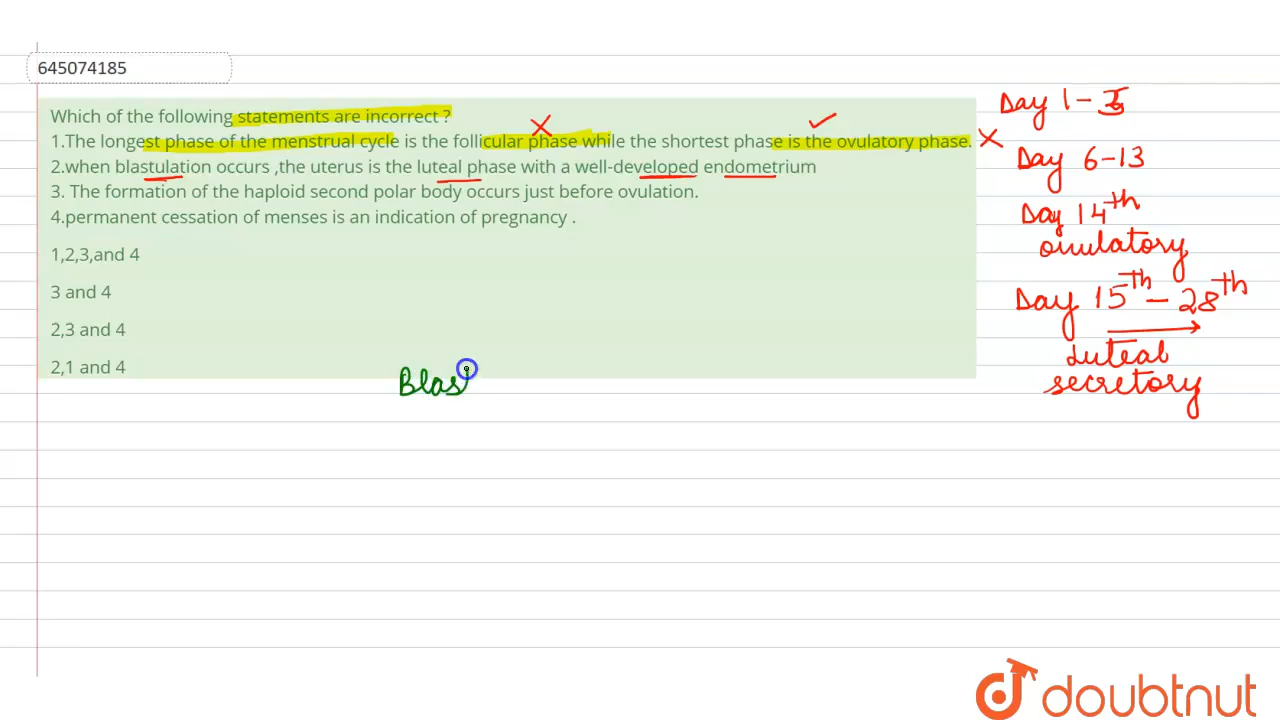 645074185
Which of the following statements are incorrect ?
1.The longest phase of the menstrual cycle is the follicular phase while the shortest phase is the ovulatory phase.
2.when blastulation occurs ,the uterus is the luteal phase with a well-developed endometrium
3. The formation of the haploid second polar body occurs just before ovulation.
4.permanent cessation of menses is an indication of pregnancy .
1,2,3,and 4
3 and 4
2,3 and 4
2,1 and 4
Day 1-
Day 6-13
Day 14th
ovulatory
Day 15th - 28th
Luteal
secretory
Blas
doubtnut